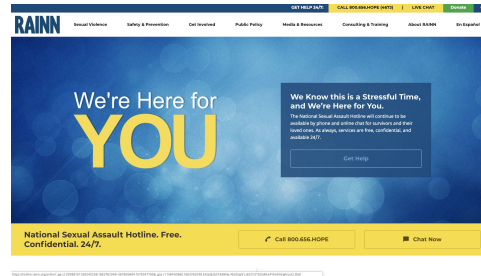 GET HELP 24/7:
CALL 800.656.HOPE (4673)
|
LIVE CHAT
Donate
RAINN
Sexual Violence
Safety & Prevention
Get Involved
Public Policy
Media & Resources
Consulting & Training
About RAINN
En Español
We're Here for
YOU
We Know this is a Stressful Time,
and We're Here for You.
The National Sexual Assault Hotline will continue to be
available by phone and online chat for survivors and their
loved ones. As always, services are free, confidential, and
available 24/7.
Get Help
National Sexual Assault Hotline. Free.
Confidential. 24/7.
Call 800.656.HOPE
Chat Now